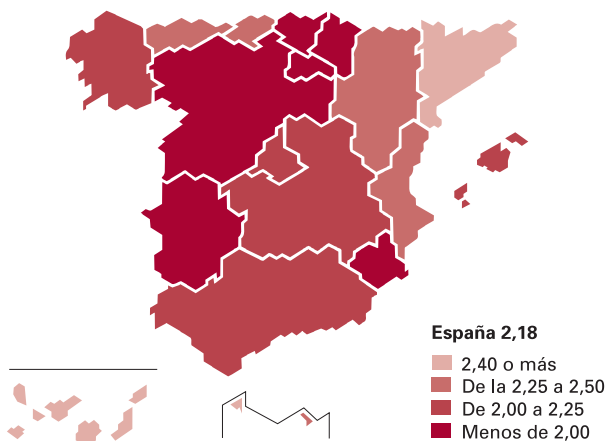 España 2,18
2,40 o más
De la 2,25 a 2,50
De 2,00 a 2,25
Menos de 2,00